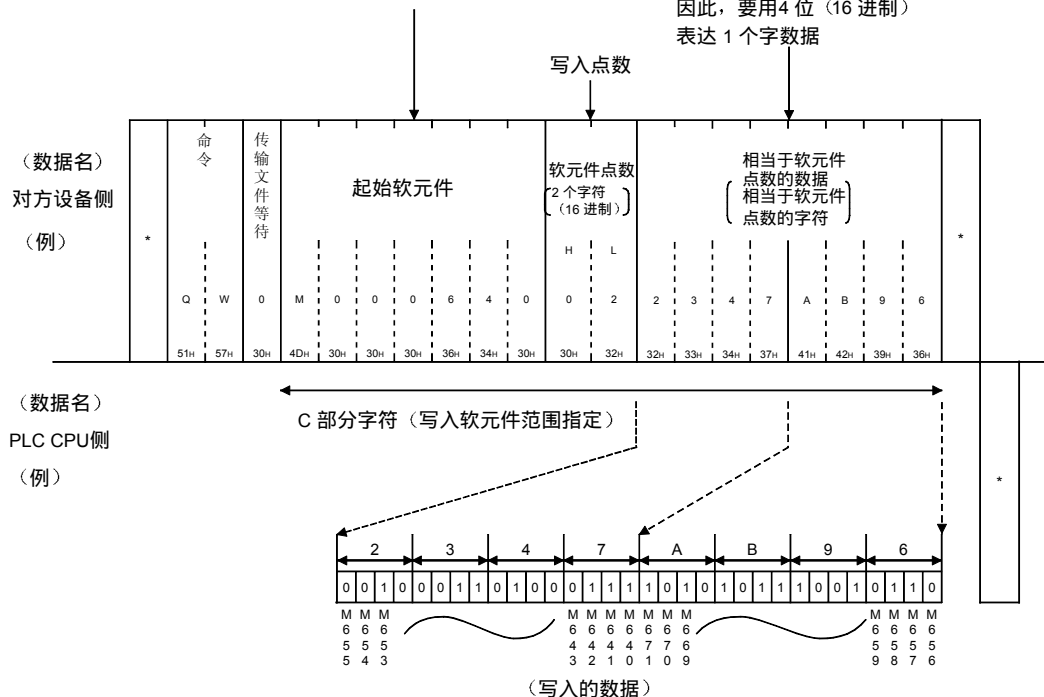 因此，要用4 位（16 进制）
表达 1 个字数据
写入点数
（数据名）
对方设备侧
（例）
*
命令
传输文件等待
起始软元件
软元件点数
2 个字符
（16 进制）
相当于软元件
点数的数据
相当于软元件
点数的字符
*
H L
Q W 0 M 0 0 0 6 4 0 0 2 2 3 4 7 A B 9 6
51H 57H 30H 4DH 30H 30H 30H 36H 34H 30H 30H 32H 32H 33H 34H 37H 41H 42H 39H 36H
（数据名）
PLC CPU侧
（例）
C 部分字符（写入软元件范围指定）
*
2 3 4 7 A B 9 6
0 0 1 0 0 0 1 1 0 1 0 0 0 1 1 1 1 0 1 0 1 0 1 1 1 0 0 1 0 1 1 0
M655 M654 M653 M643 M642 M641 M640 M671 M670 M669 M659 M658 M657 M656
（写入的数据）